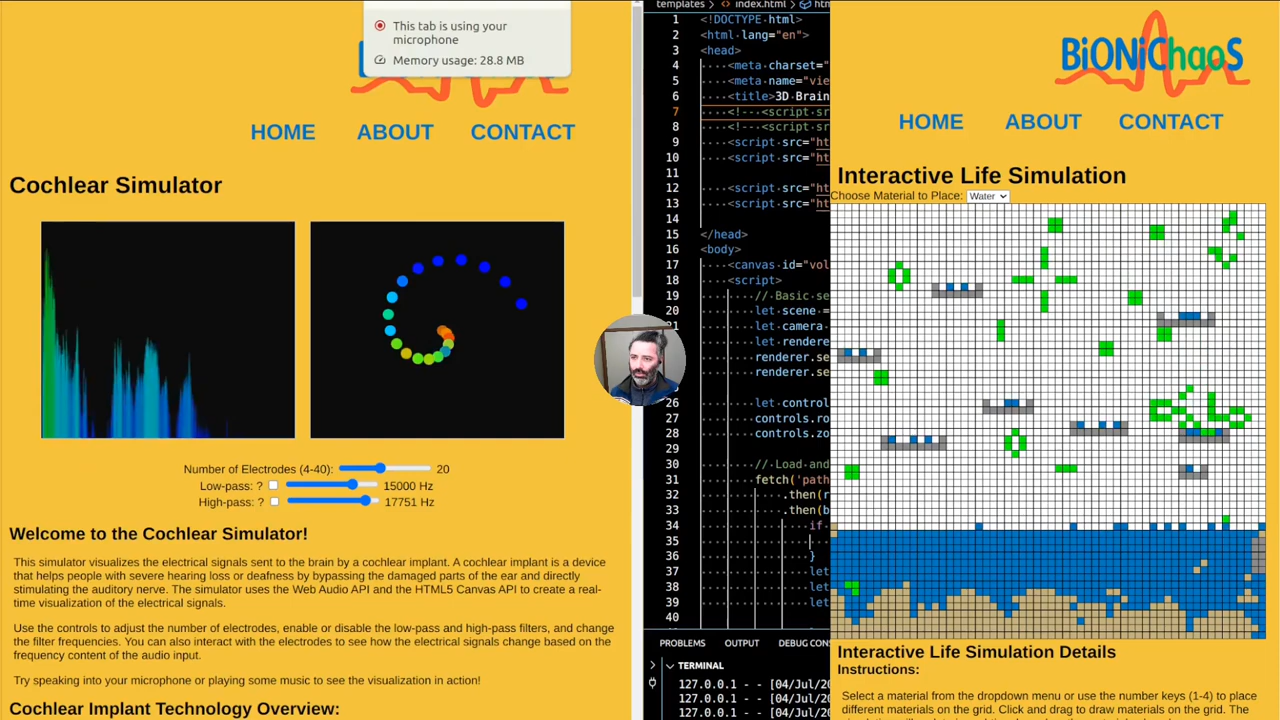 This tab is using your
microphone
Memory usage: 28.8 MB
HOME ABOUT CONTACT
Cochlear Simulator
Number of Electrodes (4-40): 20
Low-pass: ? 15000 Hz
High-pass: ? 17751 Hz
Welcome to the Cochlear Simulator!
This simulator visualizes the electrical signals sent to the brain by a cochlear implant. A cochlear implant is a device
that helps people with severe hearing loss or deafness by bypassing the damaged parts of the ear and directly
stimulating the auditory nerve. The simulator uses the Web Audio API and the HTML5 Canvas API to create a real-
time visualization of the electrical signals.
Use the controls to adjust the number of electrodes, enable or disable the low-pass and high-pass filters, and change
the filter frequencies. You can also interact with the electrodes to see how the electrical signals change based on the
frequency content of the audio input.
Try speaking into your microphone or playing some music to see the visualization in action!
Cochlear Implant Technology Overview:
templates > index.html > htm
1 <!DOCTYPE html>
2 <html lang="en">
3 <head>
4 <meta charset="
5 <meta name="vie
6 <title>3D Brain
7 <!-- <script sr
8 <!-- <script sr
9 <script src="ht
10 <script src="ht
11
12 <script src="ht
13 <script src="ht
14
15 </head>
16 <body>
17 <canvas id="vol
18 <script>
19 // Basic se
20 let scene =
21 let camera
22 let rendere
23 renderer.se
renderer.se
26 let control
27 controls.ro
28 controls.zo
30 // Load and
31 fetch('path
32 .then(r
33 .then(b
34 if
35
36 }
37 let
38 let
39 let
40
PROBLEMS OUTPUT DEBUG CONS
TERMINAL
127.0.0.1 - - [04/Jul/20
127.0.0.1 - - [04/Jul/20
127.0.0.1 - - [04/Jul/20
BiONiChaoS
HOME ABOUT CONTACT
Interactive Life Simulation
Choose Material to Place: Water
Interactive Life Simulation Details
Instructions:
Select a material from the dropdown menu or use the number keys (1-4) to place
different materials on the grid. Click and drag to draw materials on the grid. The